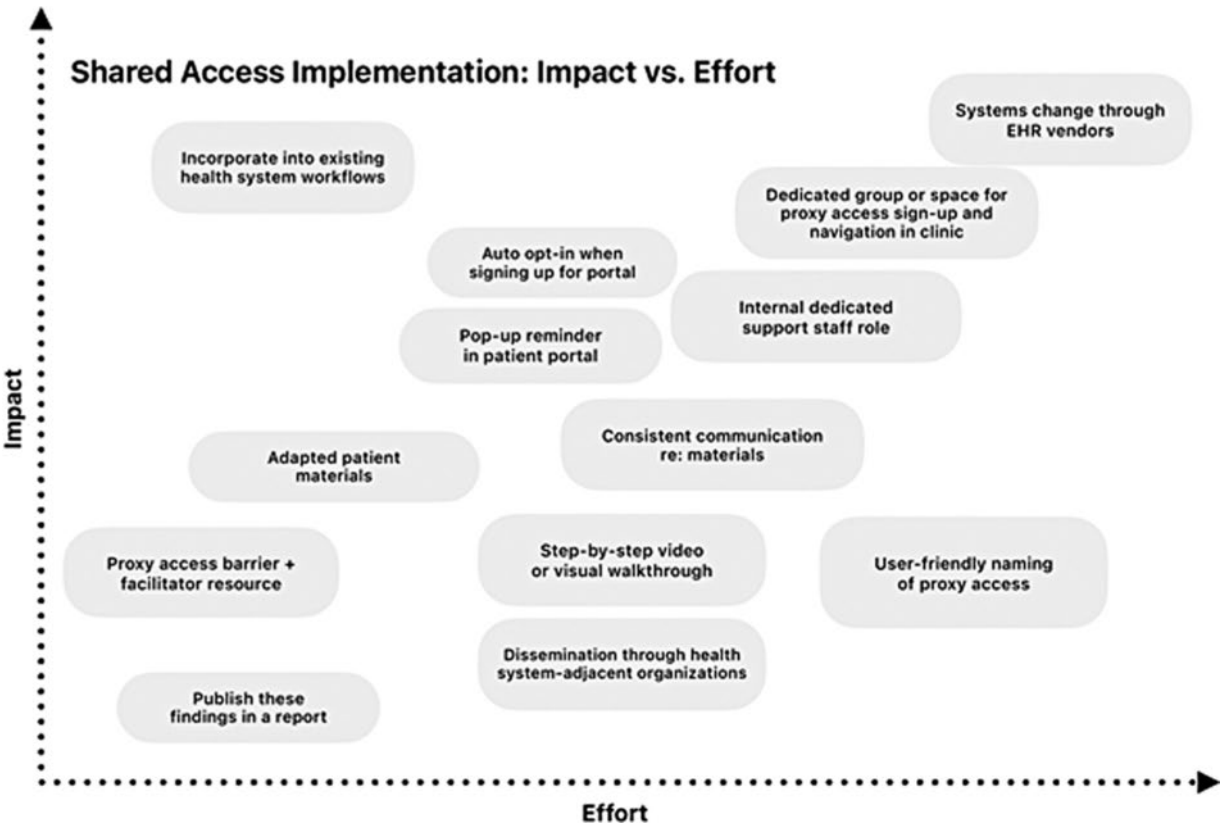 Shared Access Implementation: Impact vs. Effort
Systems change through
EHR vendors
Incorporate into existing
health system workflows
Dedicated group or space for
proxy access sign-up and
navigation in clinic
Auto opt-in when
signing up for portal
Internal dedicated
support staff role
Pop-up reminder
in patient portal
Consistent communication
re: materials
Adapted patient
materials
Proxy access barrier +
facilitator resource
Step-by-step video
or visual walkthrough
User-friendly naming
of proxy access
Dissemination through health
system-adjacent organizations
Publish these
findings in a report
Impact
Effort